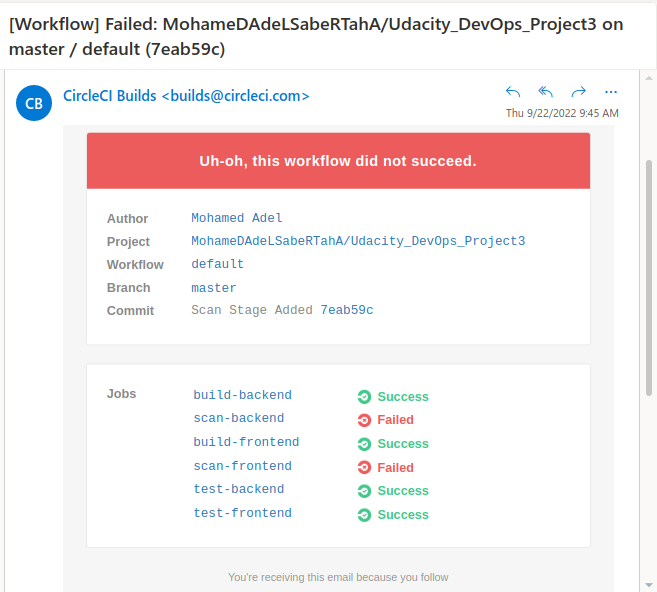 [Workflow] Failed: MohameDAdeLSabeRTahA/Udacity_DevOps_Project3 on
master / default (7eab59c)
CB
CircleCI Builds <builds@circleci.com>
Thu 9/22/2022 9:45 AM
Uh-oh, this workflow did not succeed.
Author Mohamed Adel
Project MohameDAdeLSabeRTahA/Udacity_DevOps_Project3
Workflow default
Branch master
Commit Scan Stage Added 7eab59c
Jobs build-backend Success
scan-backend Failed
build-frontend Success
scan-frontend Failed
test-backend Success
test-frontend Success
You're receiving this email because you follow